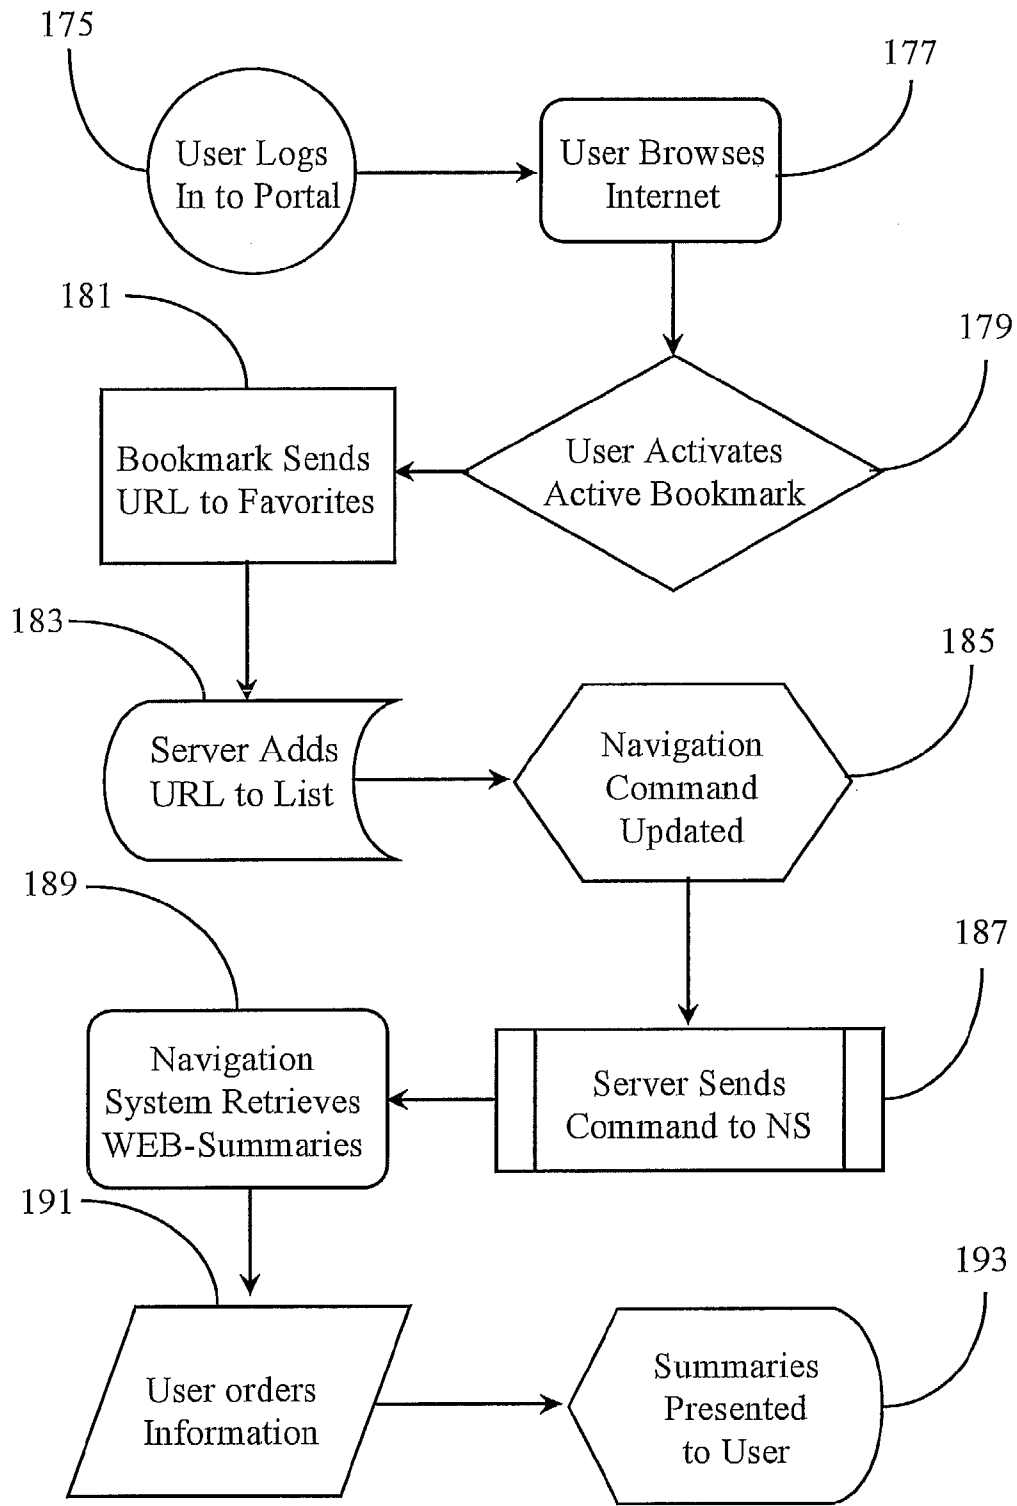 175
User Logs
In to Portal
177
User Browses
Internet
179
User Activates
Active Bookmark
181
Bookmark Sends
URL to Favorites
183
Server Adds
URL to List
185
Navigation
Command
Updated
187
Server Sends
Command to NS
189
Navigation
System Retrieves
WEB-Summaries
191
User orders
Information
193
Summaries
Presented
to User